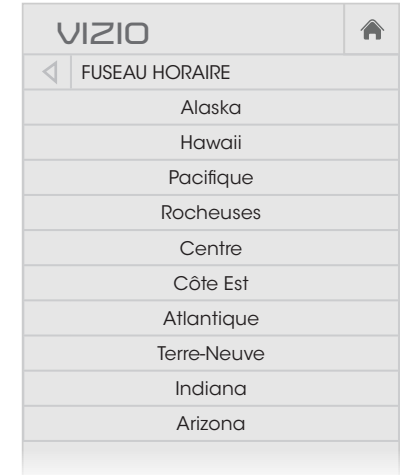 VIZIO
FUSEAU HORAIRE
Alaska
Hawaii
Pacifique
Rocheuses
Centre
Côte Est
Atlantique
Terre-Neuve
Indiana
Arizona